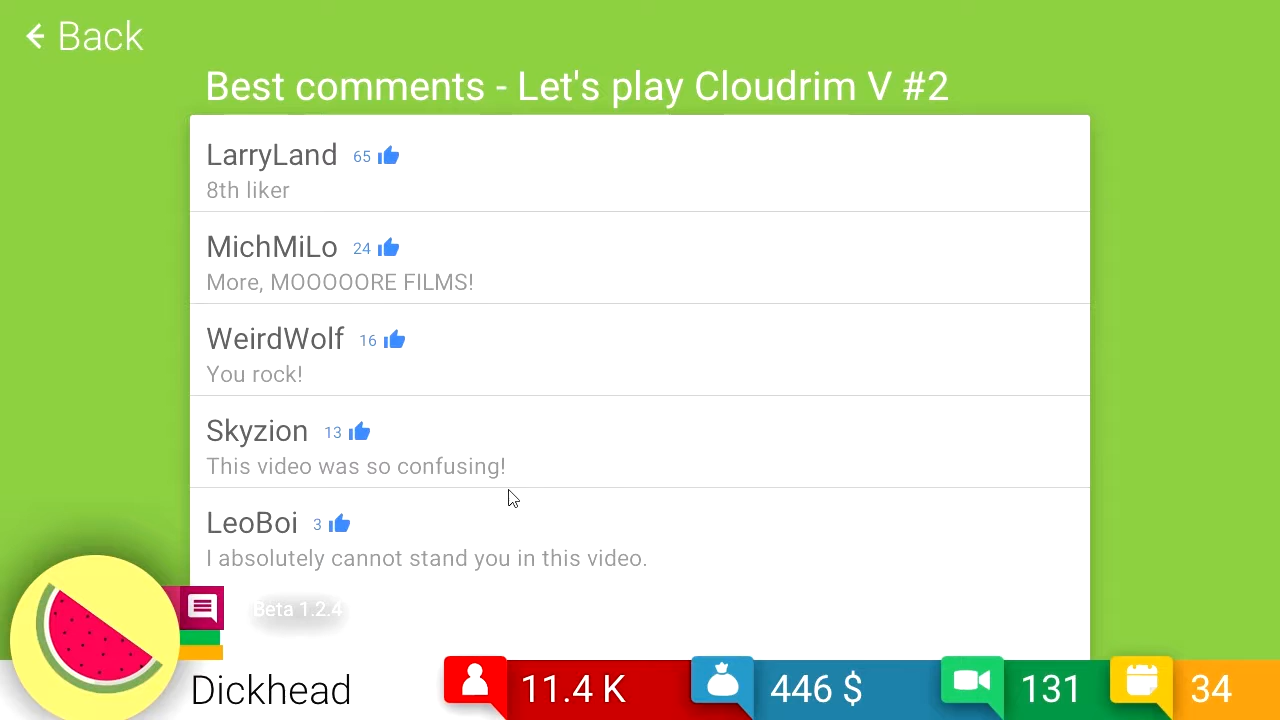 Back
Best comments - Let's play Cloudrim V #2
LarryLand 65
8th liker
MichMiLo 24
More, MOOOOORE FILMS!
WeirdWolf 16
You rock!
Skyzion 13
This video was so confusing!
LeoBoi 3
I absolutely cannot stand you in this video.
Beta 1.2.4
Dickhead 11.4 K 446 $ 131 34